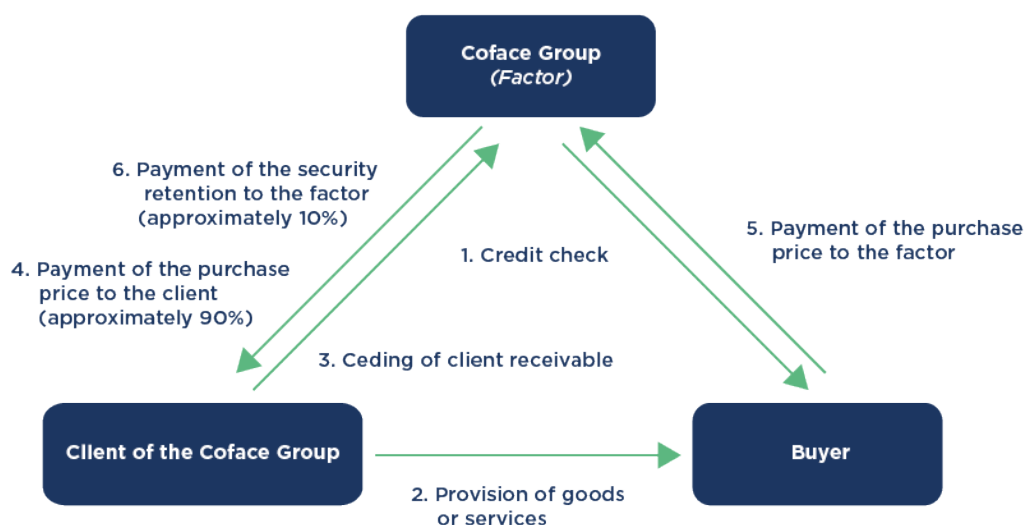 Coface Group
(Factor)
6. Payment of the security
retention to the factor
(approximately 10%)
5. Payment of the purchase
price to the factor
1. Credit check
4. Payment of the purchase
price to the client
(approximately 90%)
3. Ceding of client receivable
Client of the Coface Group
Buyer
2. Provision of goods
or services